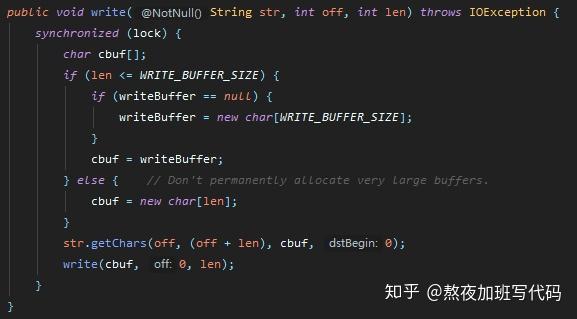 public void write( @NotNull() String str, int off, int len) throws IOException {
    synchronized (lock) {
        char cbuf[];
        if (len <= WRITE_BUFFER_SIZE) {
            if (writeBuffer == null) {
                writeBuffer = new char[WRITE_BUFFER_SIZE];
            }
            cbuf = writeBuffer;
        } else {    // Don't permanently allocate very large buffers.
            cbuf = new char[len];
        }
        str.getChars(off, (off + len), cbuf, dstBegin: 0);
        write(cbuf, off: 0, len);
    }
}
知乎 @熬夜加班写代码